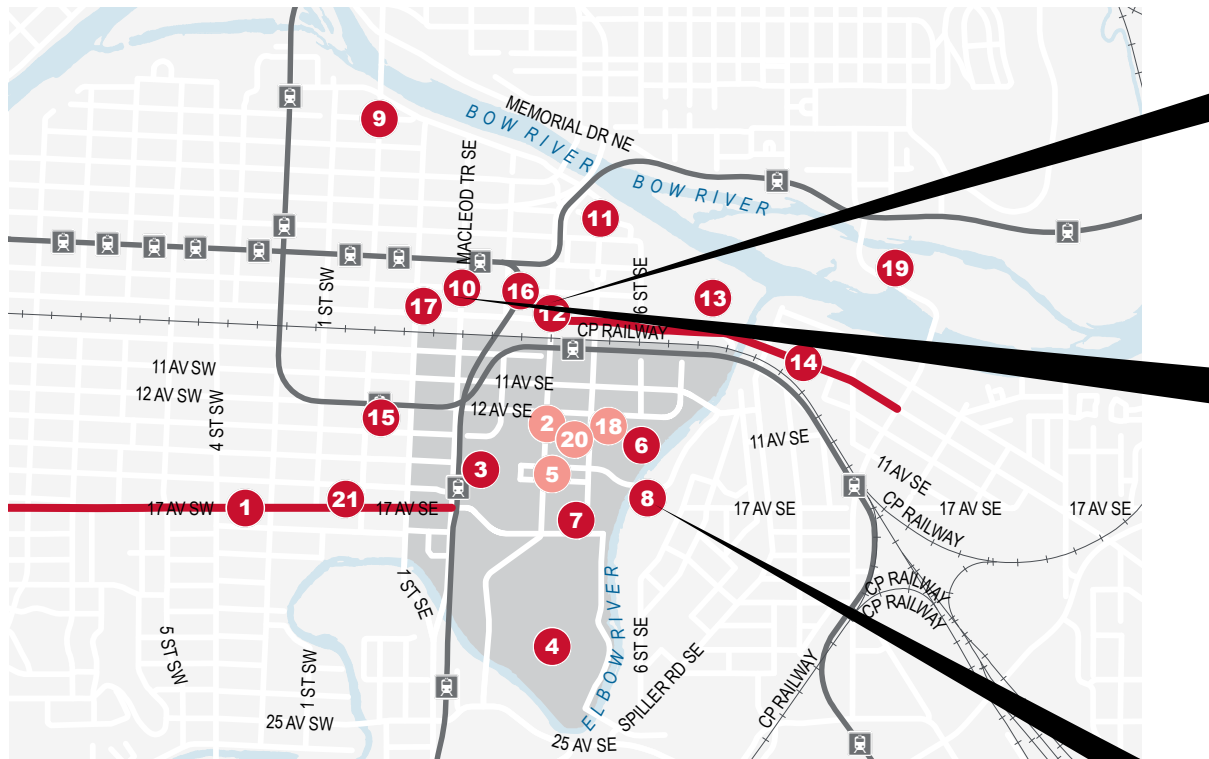 9
MEMORIAL DR NE
BOW RIVER
BOW RIVER
MACLEOD TR SE
11
19
1 ST SW
10
16
6 ST SE
13
17
12
CP RAILWAY
14
11 AV SW
12 AV SW
4 ST SW
15
11 AV SE
12 AV SE
2
18
20
6
11 AV SE
3
5
11 AV SE
21
8
1
17 AV SW
17 AV SE
7
17 AV SE
17 AV SE
17 AV SE
CP RAILWAY
1 ST SE
CP RAILWAY
CP RAILWAY
ELBOW RIVER
5 ST SW
1 ST SW
4
6 ST SE
SPILLER RD SE
CP RAILWAY
25 AV SW
25 AV SE